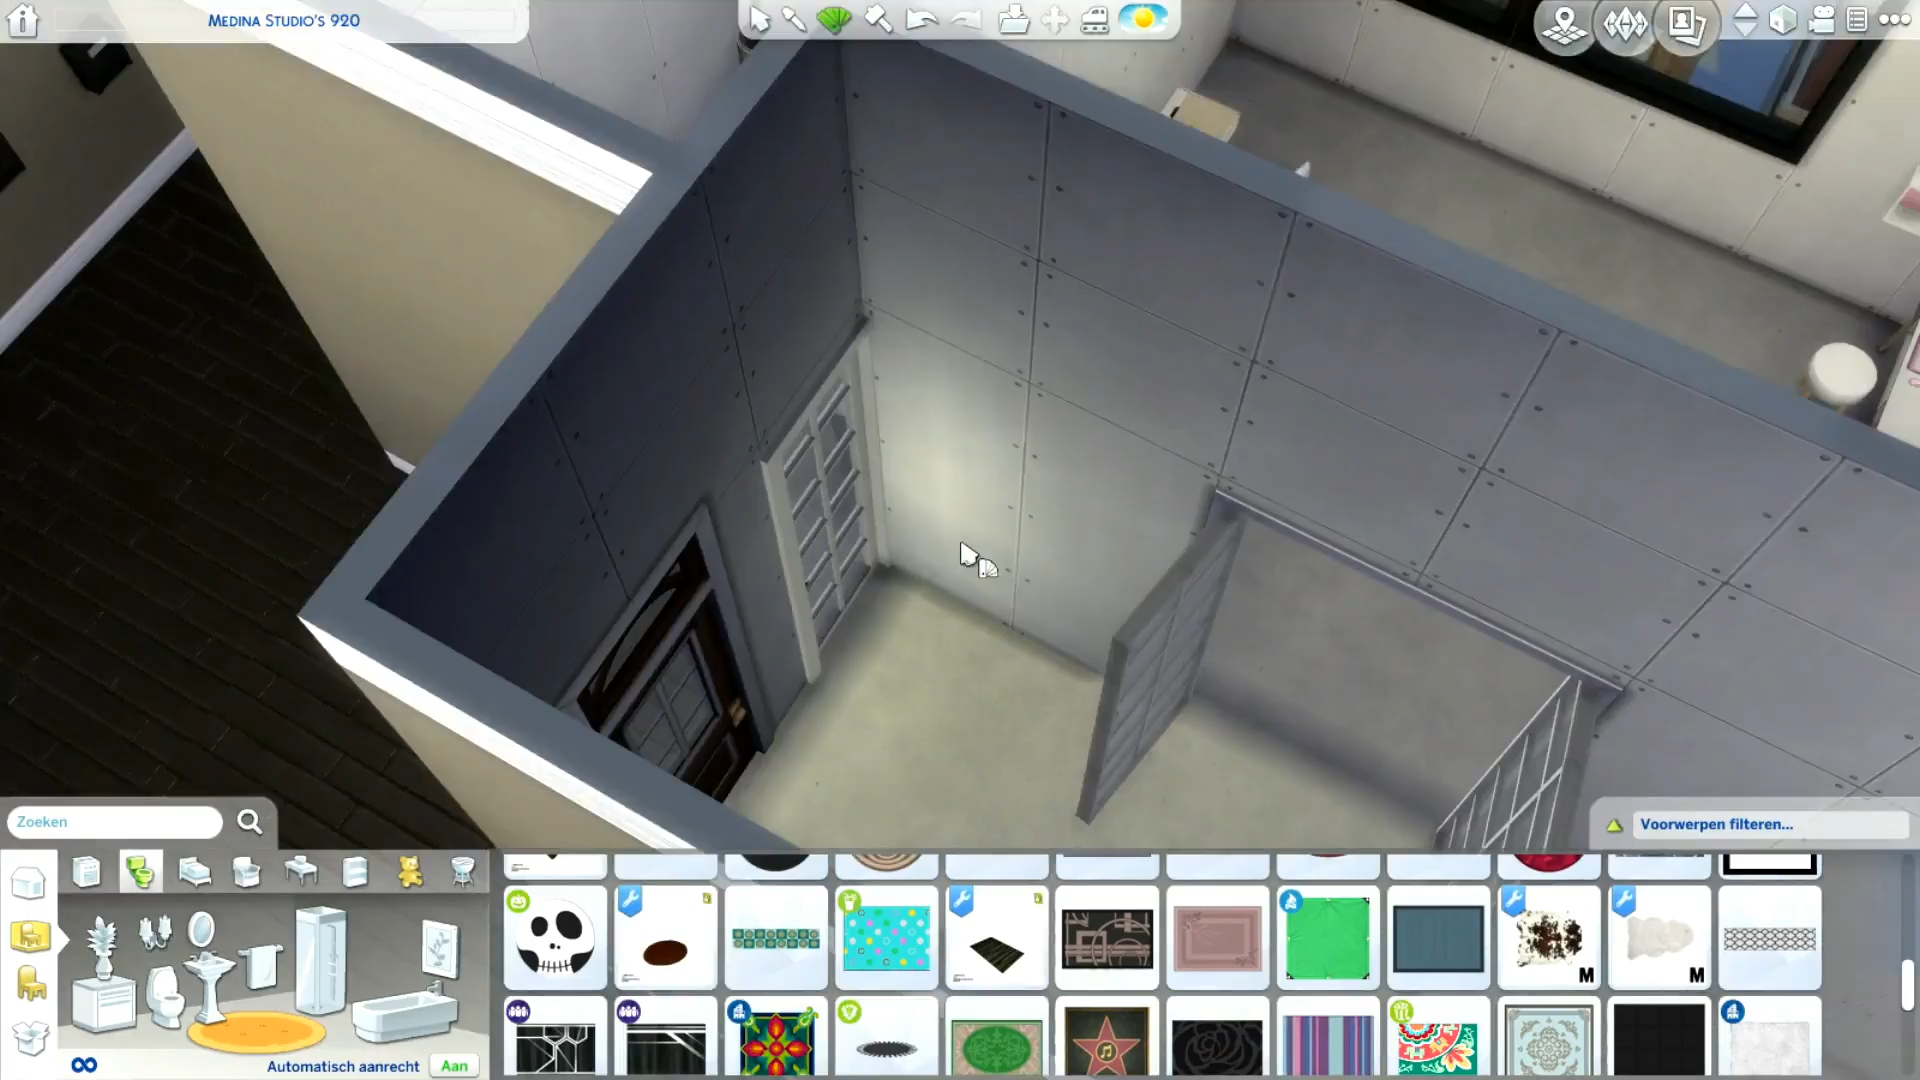 Medina Studio's 920
Zoeken
Voorwerpen filteren...
M
M
Automatisch aanrecht
Aan